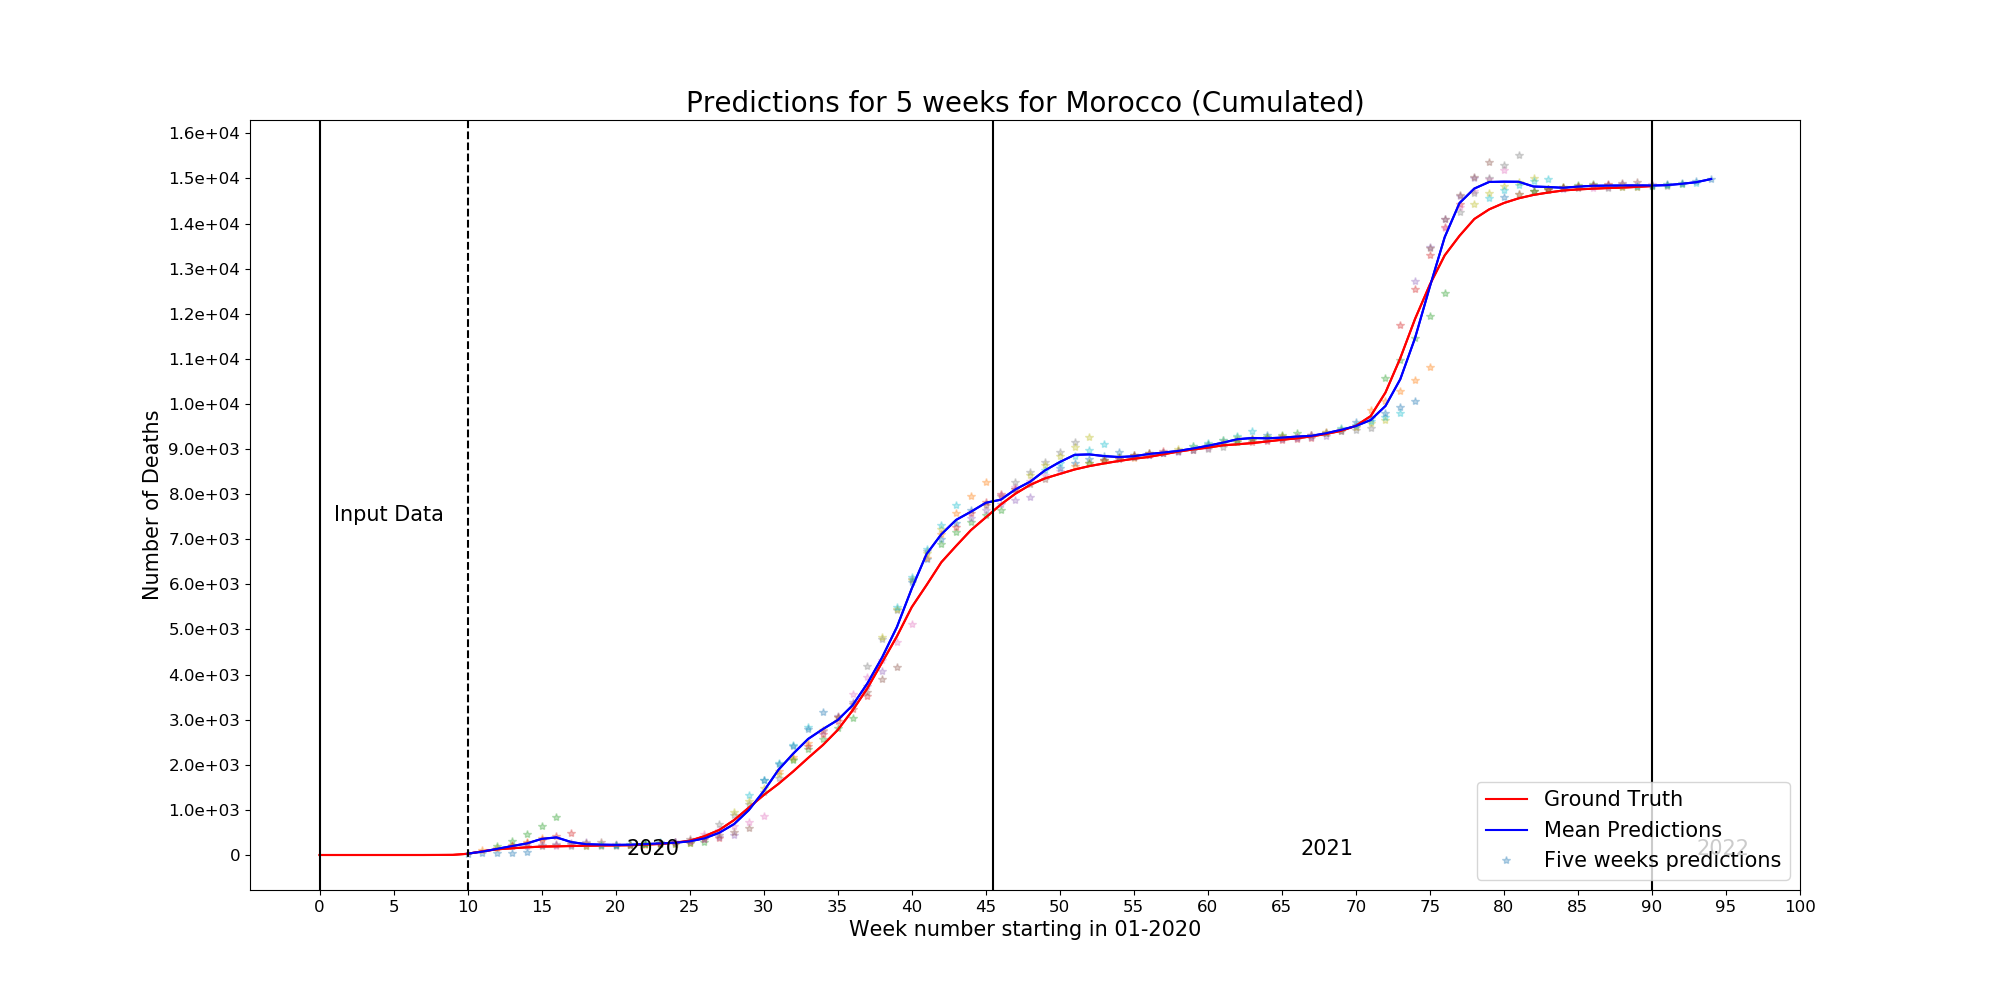 Predictions for 5 weeks for Morocco (Cumulated)
1.6e+04
1.5e+04
1.4e+04
1.3e+04
1.2e+04
1.1e+04
1.0e+04
9.0e+03
8.0e+03
7.0e+03
6.0e+03
5.0e+03
4.0e+03
3.0e+03
2.0e+03
1.0e+03
0
Number of Deaths
Input Data
2020
2021
2022
Ground Truth
Mean Predictions
Five weeks predictions
0 5 10 15 20 25 30 35 40 45 50 55 60 65 70 75 80 85 90 95 100
Week number starting in 01-2020